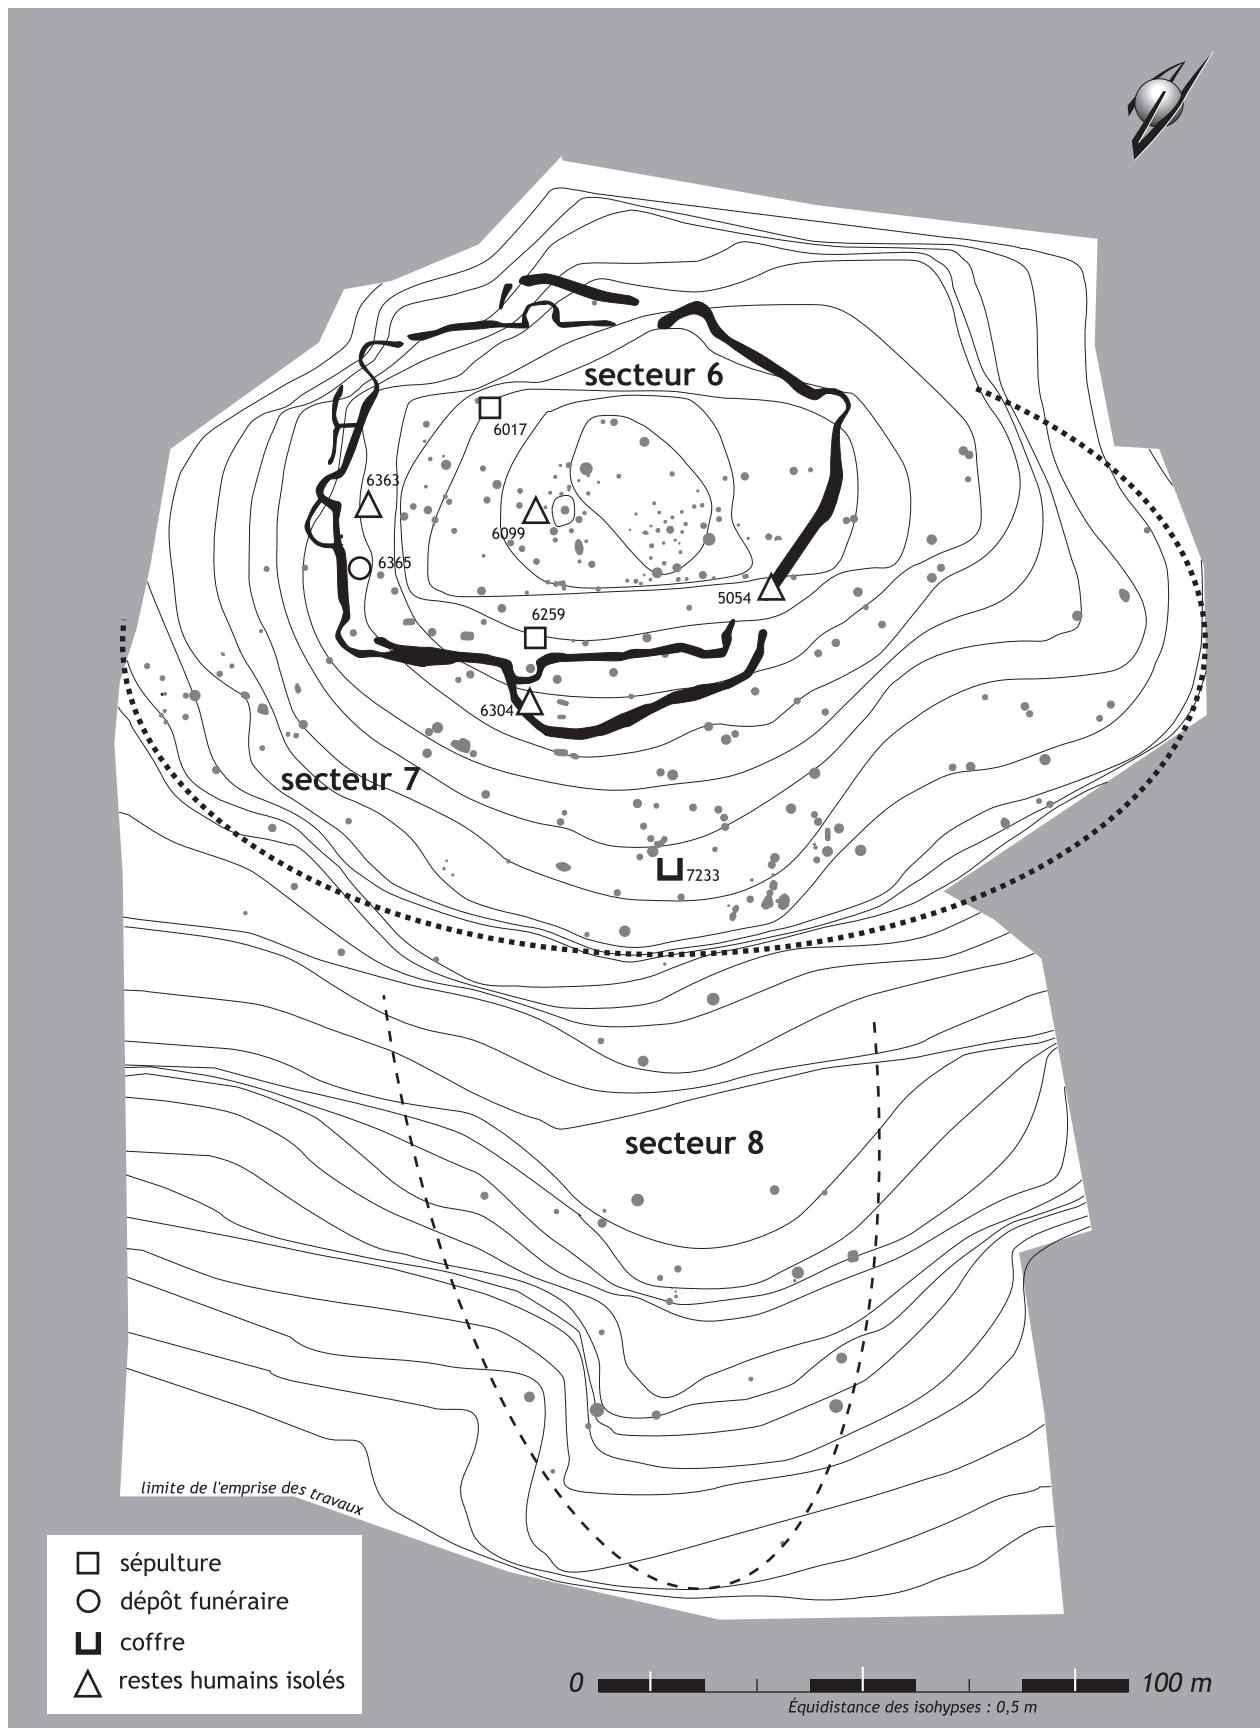 secteur 6
6017
6363
6099
6365
5054
6259
6304
secteur 7
7233
secteur 8
limite de l'emprise des travaux
sépulture
dépôt funéraire
coffre
restes humains isolés
0
100 m
Équidistance des isohypses : 0,5 m